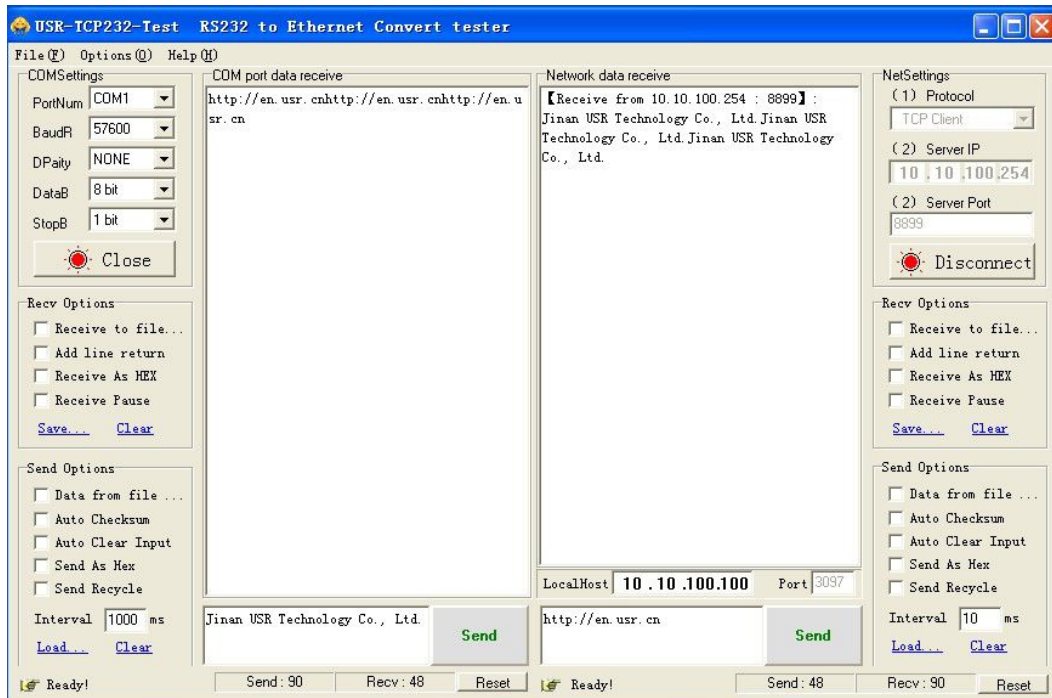 USR-TCP232-Test RS232 to Ethernet Convert tester
File(F) Options(O) Help(H)
COMSettings
PortNum COM1
BaudR 57600
DPaity NONE
DataB 8 bit
StopB 1 bit
Close
Recv Options
Receive to file...
Add line return
Receive As HEX
Receive Pause
Save... Clear
Send Options
Data from file ...
Auto Checksum
Auto Clear Input
Send As Hex
Send Recycle
Interval 1000 ms
Load... Clear
COM port data receive
http://en.usr.cnhttp://en.usr.cnhttp://en.u
sr.cn
Jinan USR Technology Co., Ltd.
Send
Network data receive
【Receive from 10.10.100.254 : 8899】:
Jinan USR Technology Co., Ltd.Jinan USR
Technology Co., Ltd.Jinan USR Technology
Co., Ltd.
LocalHost 10 .10 .100.100 Port 3097
http://en.usr.cn
Send
NetSettings
(1) Protocol
TCP Client
(2) Server IP
10 .10 .100.254
(2) Server Port
8899
Disconnect
Recv Options
Receive to file...
Add line return
Receive As HEX
Receive Pause
Save... Clear
Send Options
Data from file ...
Auto Checksum
Auto Clear Input
Send As Hex
Send Recycle
Interval 10 ms
Load... Clear
Ready! Send : 90 Recv : 48 Reset
Ready! Send : 48 Recv : 90 Reset